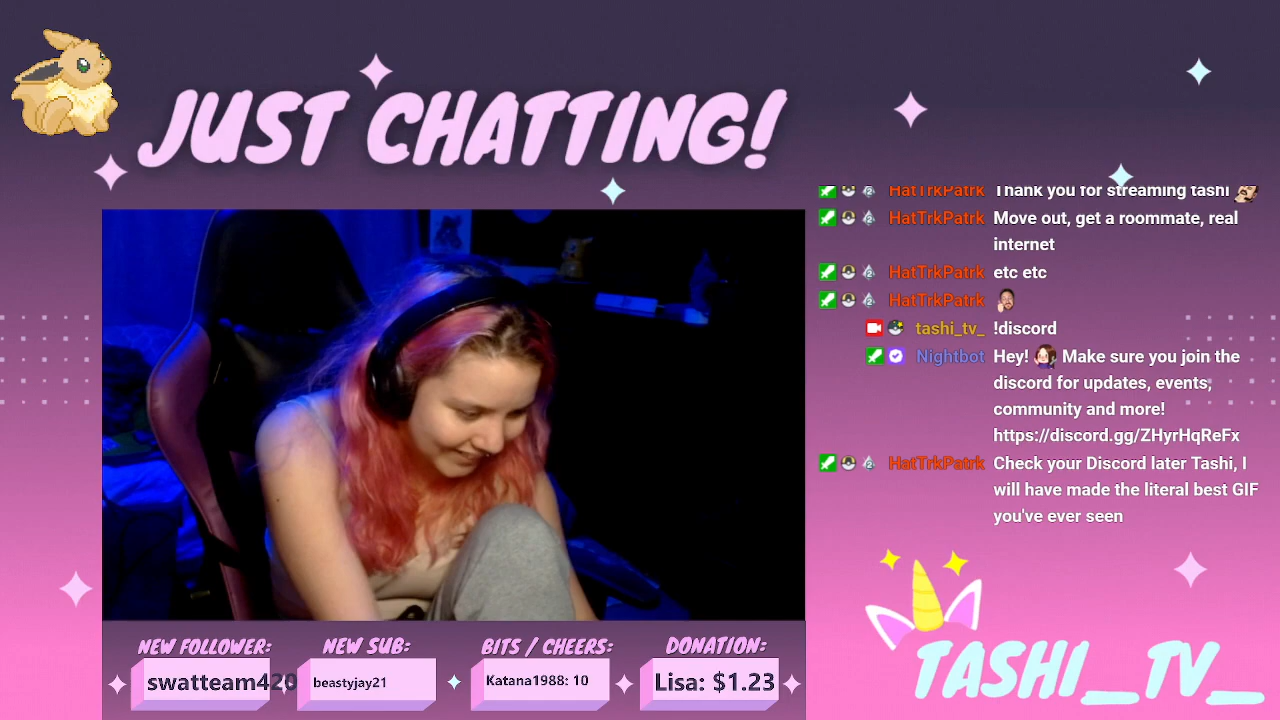 JUST CHATTING!
HatTrkPatrk Thank you for streaming tashi
HatTrkPatrk Move out, get a roommate, real
internet
HatTrkPatrk etc etc
HatTrkPatrk
tashi_tv_ !discord
Nightbot Hey! Make sure you join the
discord for updates, events,
community and more!
https://discord.gg/ZHyrHqReFx
HatTrkPatrk Check your Discord later Tashi, I
will have made the literal best GIF
you've ever seen
TASHI_TV_
NEW FOLLOWER: NEW SUB: BITS / CHEERS: DONATION:
swatteam420 beastyjay21 Katana1988: 10 Lisa: $1.23